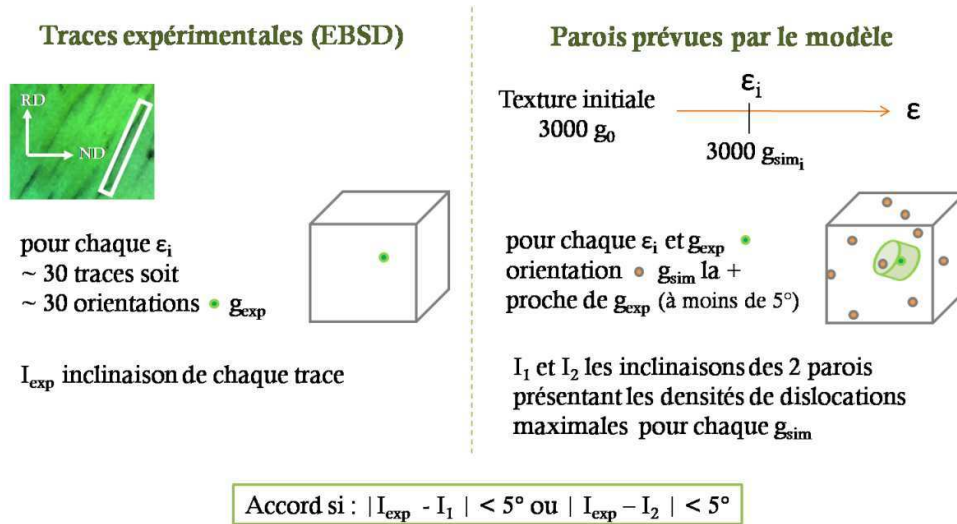 Traces expérimentales (EBSD)
RD
ND
pour chaque εi
~ 30 traces soit
~ 30 orientations gexp
Iexp inclinaison de chaque trace
Parois prévues par le modèle
Texture initiale
3000 g0
εi
ε
3000 gsimi
pour chaque εi et gexp
orientation gsim la +
proche de gexp (à moins de 5°)
I1 et I2 les inclinaisons des 2 parois
présentant les densités de dislocations
maximales pour chaque gsim
Accord si : | Iexp - I1 | < 5° ou | Iexp – I2 | < 5°